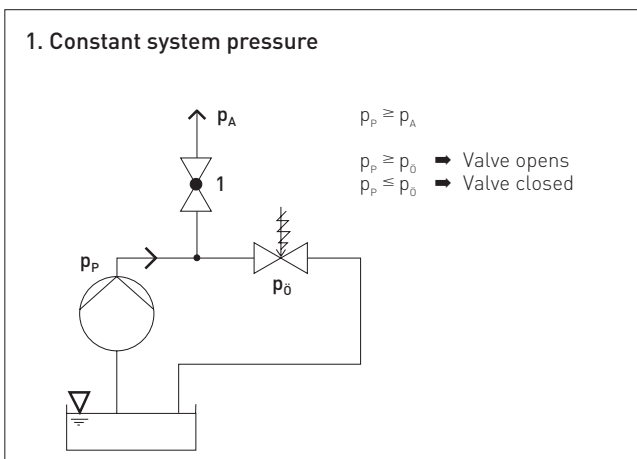 1. Constant system pressure
p_A
p_P ≥ p_A
p_P ≥ p_Ö ➡ Valve opens
1
p_P ≤ p_Ö ➡ Valve closed
p_P
p_Ö